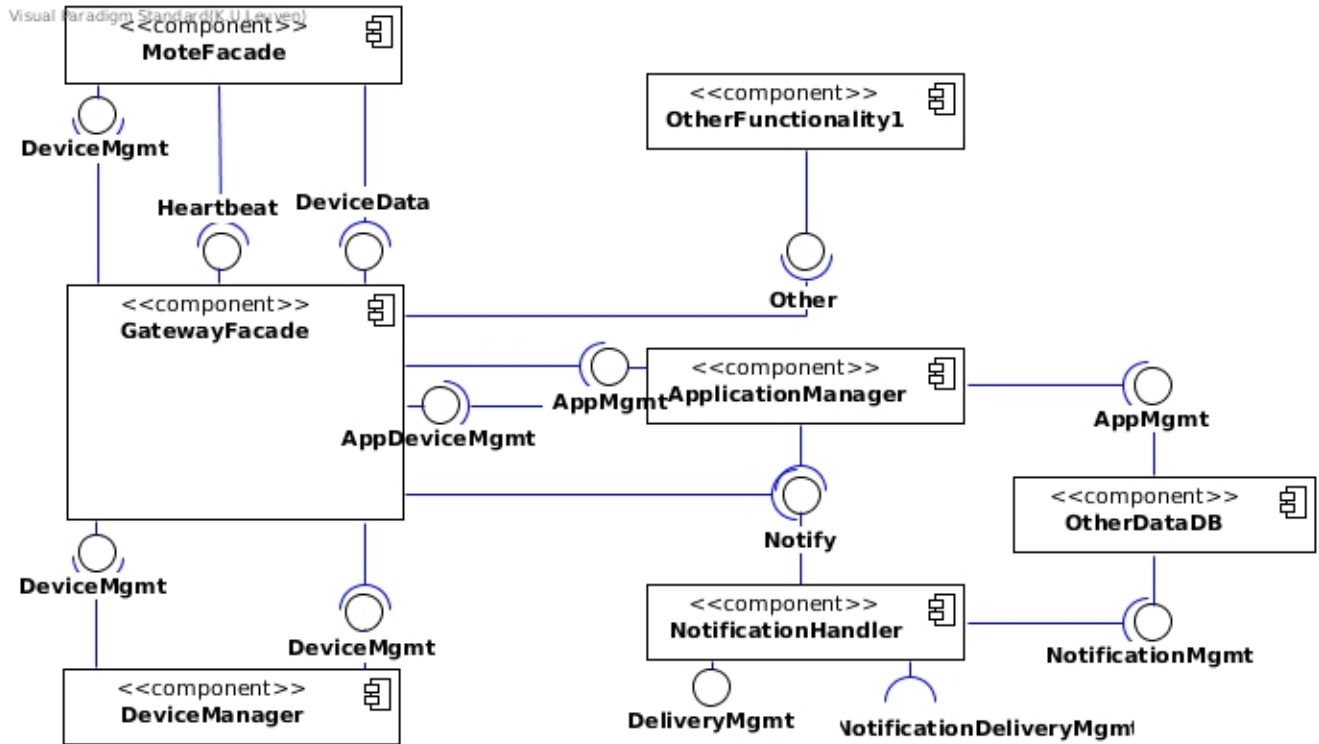 Visual Paradigm Standard(K.U.Leuven)
<<component>>
MoteFacade
DeviceMgmt
Heartbeat
DeviceData
<<component>>
OtherFunctionality1
Other
<<component>>
GatewayFacade
AppMgmt
AppDeviceMgmt
<<component>>
ApplicationManager
AppMgmt
Notify
<<component>>
OtherDataDB
DeviceMgmt
DeviceMgmt
<<component>>
NotificationHandler
NotificationMgmt
<<component>>
DeviceManager
DeliveryMgmt
NotificationDeliveryMgmt